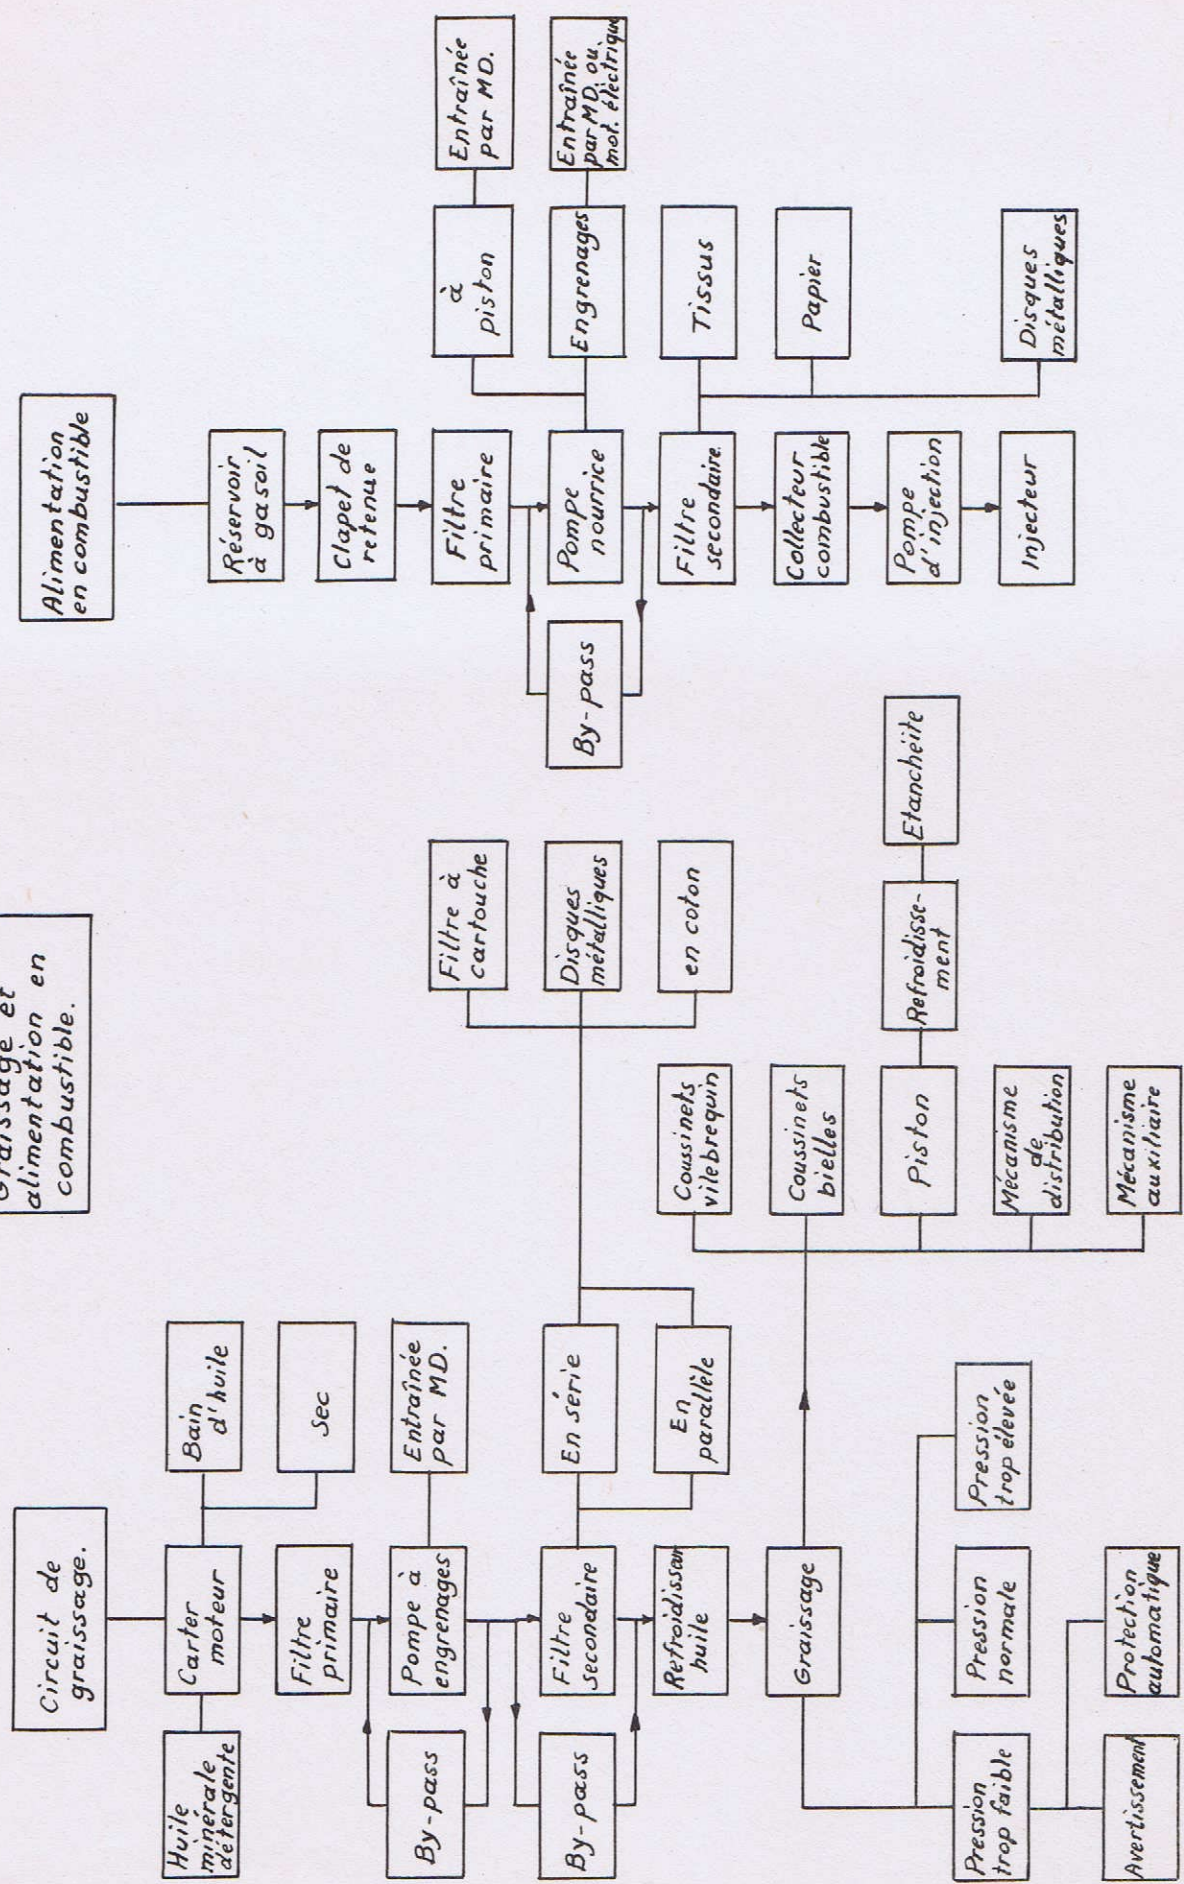 Graissage et
alimentation en
combustible.
Circuit de
graissage.
Huile
minérale
détergente
Carter
moteur
Bain
d'huile
Sec
Filtre
primaire
By-pass
Pompe à
engrenages
Entraînée
par MD.
By-pass
Filtre
secondaire
En série
En
parallèle
Filtre à
cartouche
Disques
métalliques
en coton
Refroidisseur
huile
Graissage
Coussinets
vilebrequin
Coussinets
bielles
Piston
Refroidisse-
ment
Etanchéite
Mécanisme
de
distribution
Mécanisme
auxiliaire
Pression
trop faible
Pression
normale
Pression
trop élevée
Avertissement
Protection
automatique
Alimentation
en combustible
Réservoir
à gasoil
Clapet de
retenue
Filtre
primaire
By-pass
Pompe
nourrice
à
piston
Entraînée
par MD.
Engrenages
Entraînée
par MD. ou
mot. électrique
Filtre
secondaire.
Tissus
Papier
Disques
métalliques
Collecteur
combustible
Pompe
d'injection
Injecteur